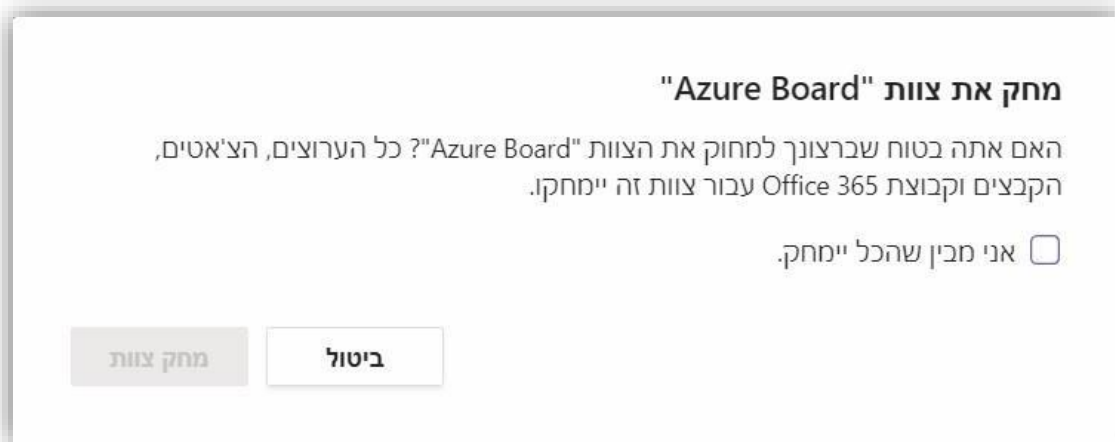 מחק את צוות "Azure Board"
האם אתה בטוח שברצונך למחוק את הצוות "Azure Board"? כל הערוצים, הצ'אטים,
הקבצים וקבוצת Office 365 עבור צוות זה יימחקו.
אני מבין שהכל יימחק.
ביטול
מחק צוות